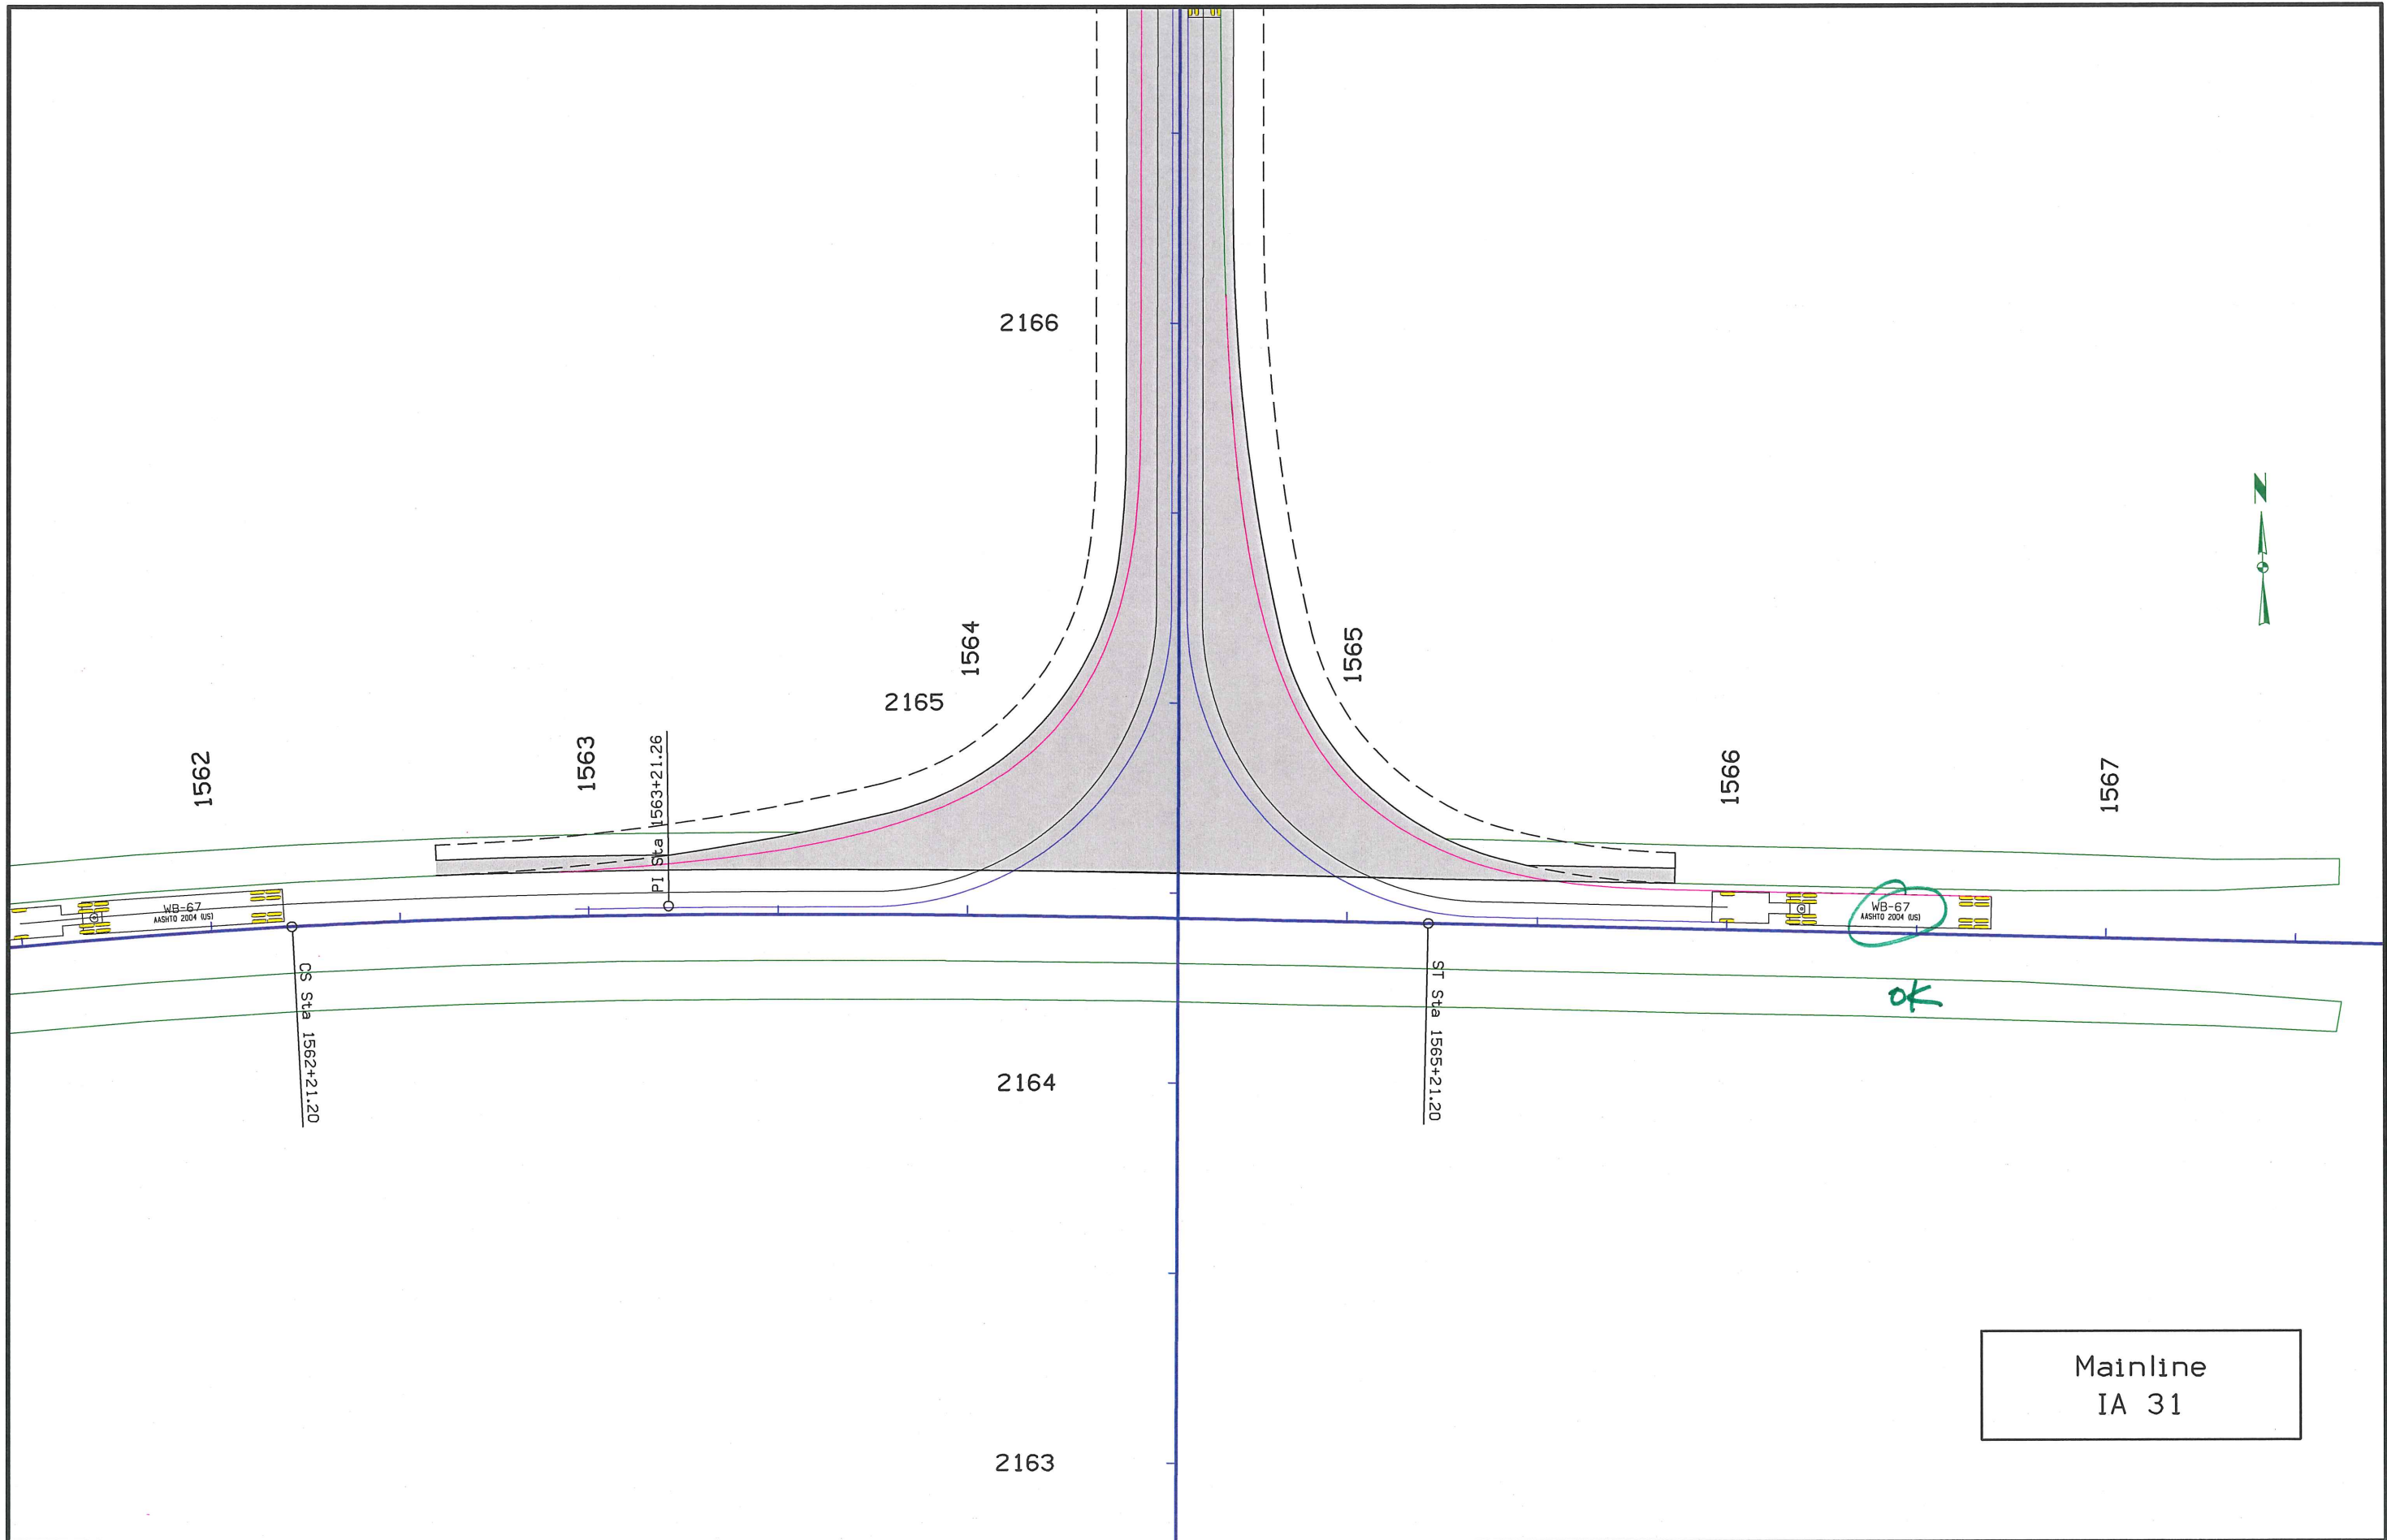 2166
N
1564
1565
2165
1562
1563
PI Sta 1563+21.26
1566
1567
WB-67
AASHTO 2004 (US)
WB-67
AASHTO 2004 (US)
CS Sta 1562+21.20
ST Sta 1565+21.20
OK
2164
Mainline
IA 31
2163